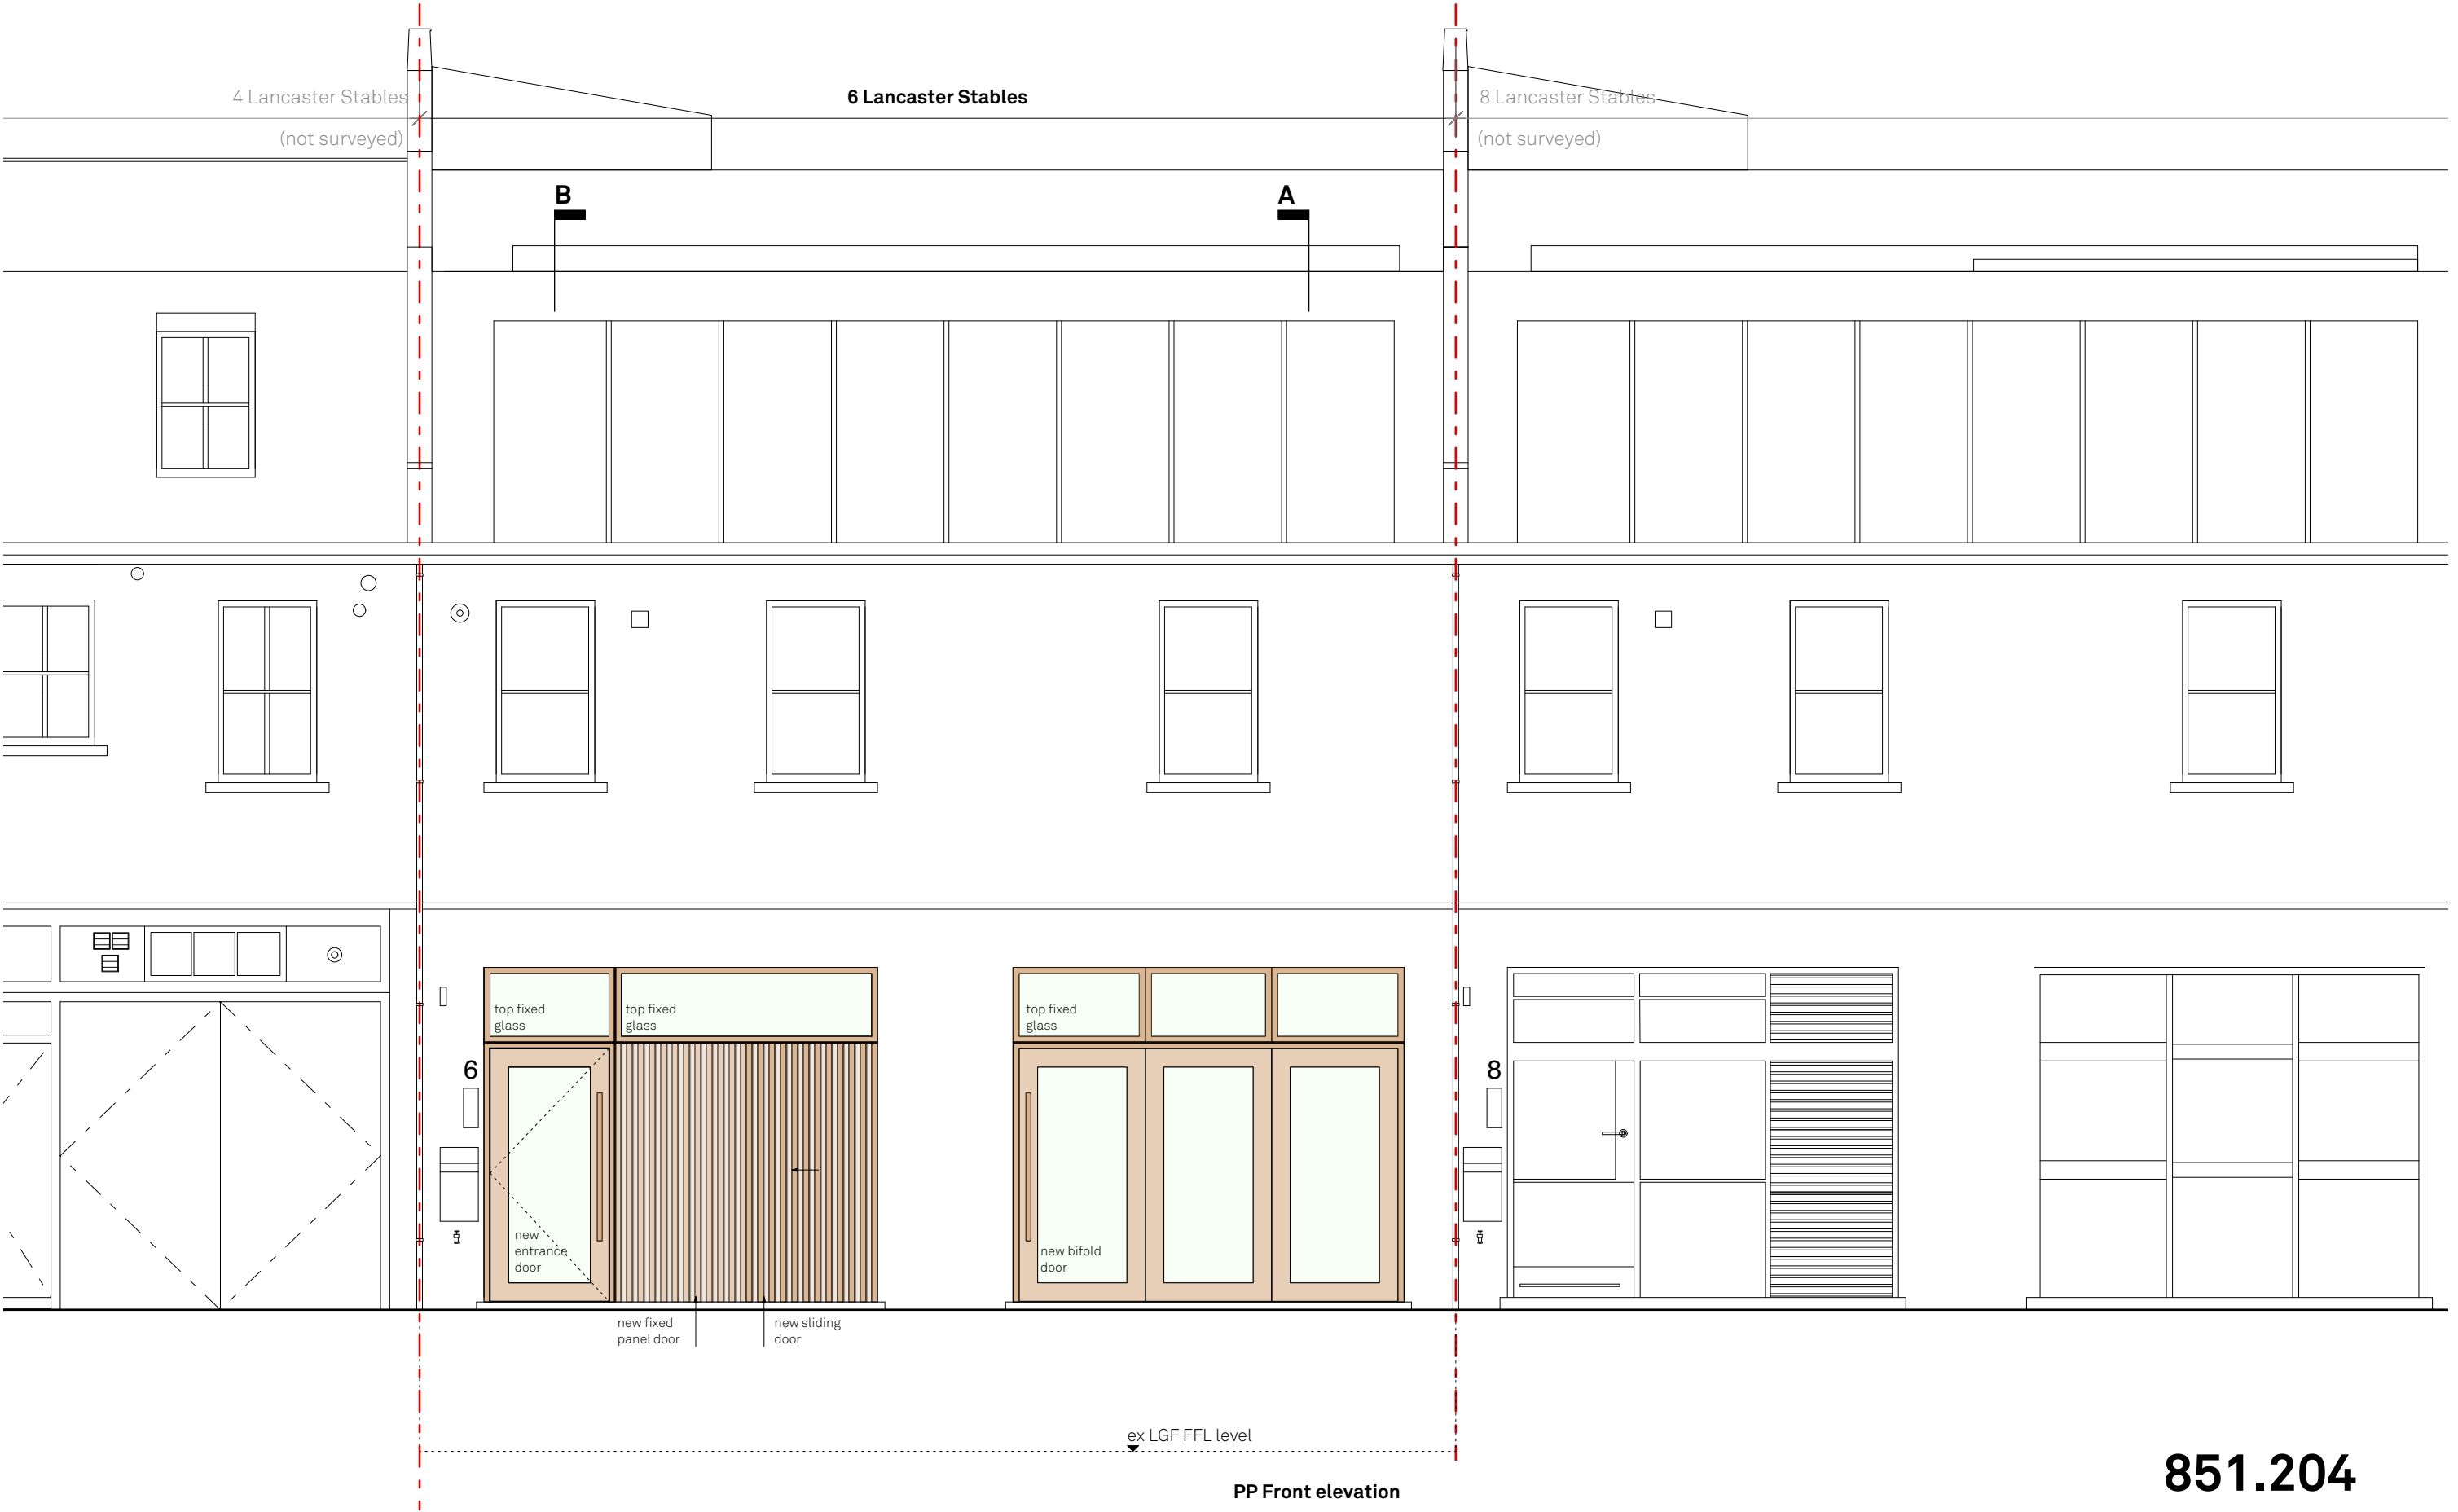 4 Lancaster Stables
(not surveyed)
6 Lancaster Stables
8 Lancaster Stables
(not surveyed)
B
A
top fixed
glass
top fixed
glass
top fixed
glass
6
8
new
entrance
door
new bifold
door
new fixed
panel door
new sliding
door
ex LGF FFL level
PP Front elevation
851.204